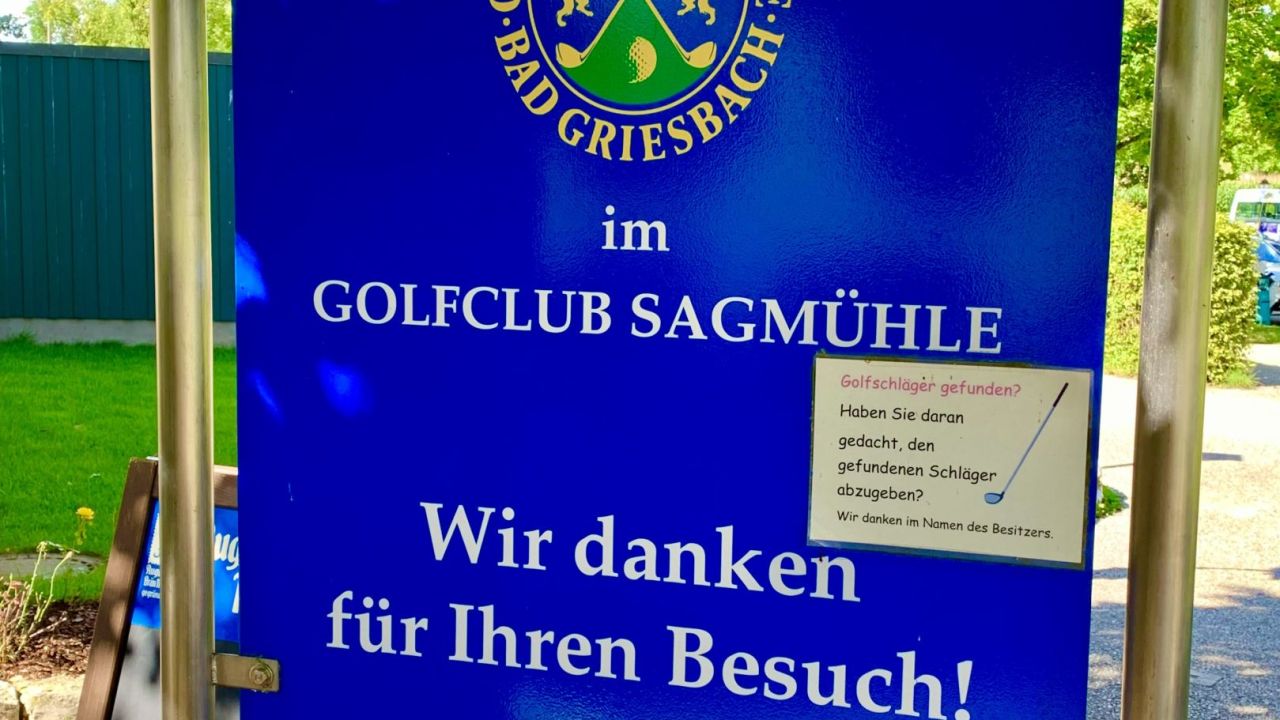 BAD GRIESBACH
im
GOLFCLUB SAGMÜHLE
Golfschläger gefunden?
Haben Sie daran
gedacht, den
gefundenen Schläger
abzugeben?
Wir danken im Namen des Besitzers.
Wir danken
für Ihren Besuch!